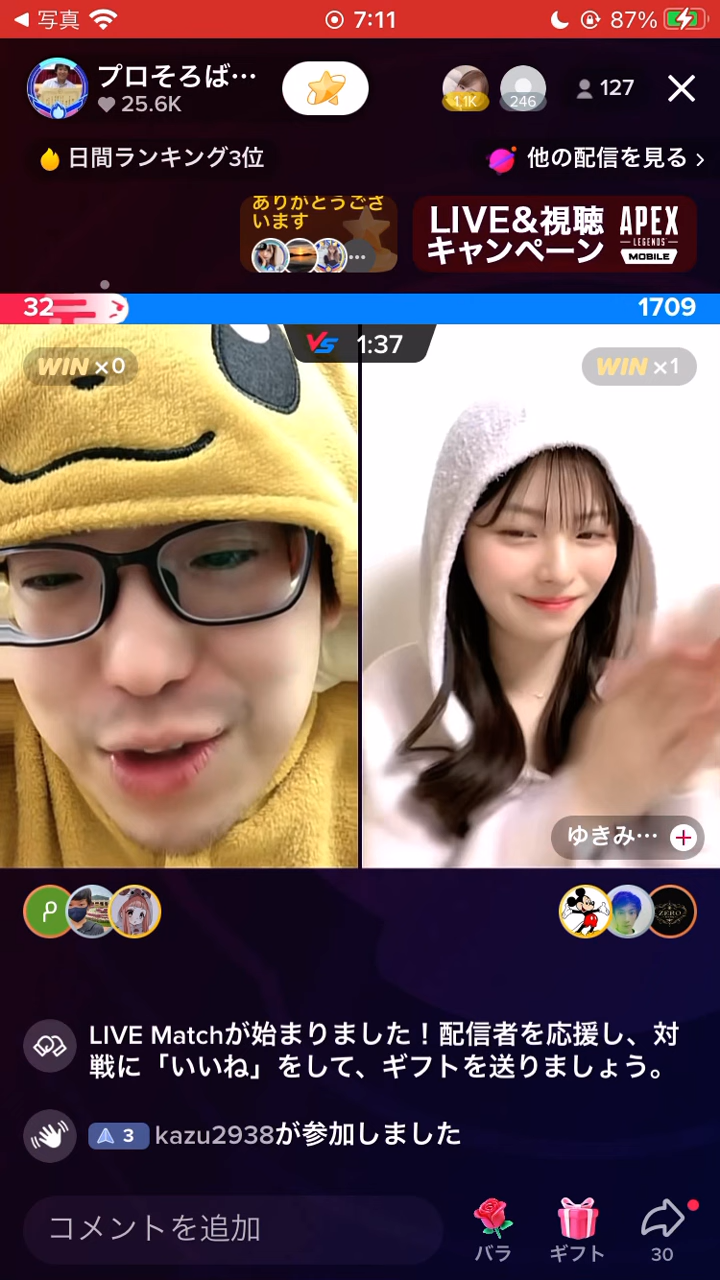 ◀ 写真
7:11
87%
プロそろば…
25.6K
1.1K
246
127
日間ランキング3位
他の配信を見る
ありがとうござ
います
LIVE&視聴
キャンペーン
APEX
LEGENDS
MOBILE
32
1709
VS 1:37
WIN ×0
WIN ×1
ゆきみ…
P
ZERO
LIVE Matchが始まりました！配信者を応援し、対
戦に「いいね」をして、ギフトを送りましょう。
3 kazu2938が参加しました
コメントを追加
バラ
ギフト
30